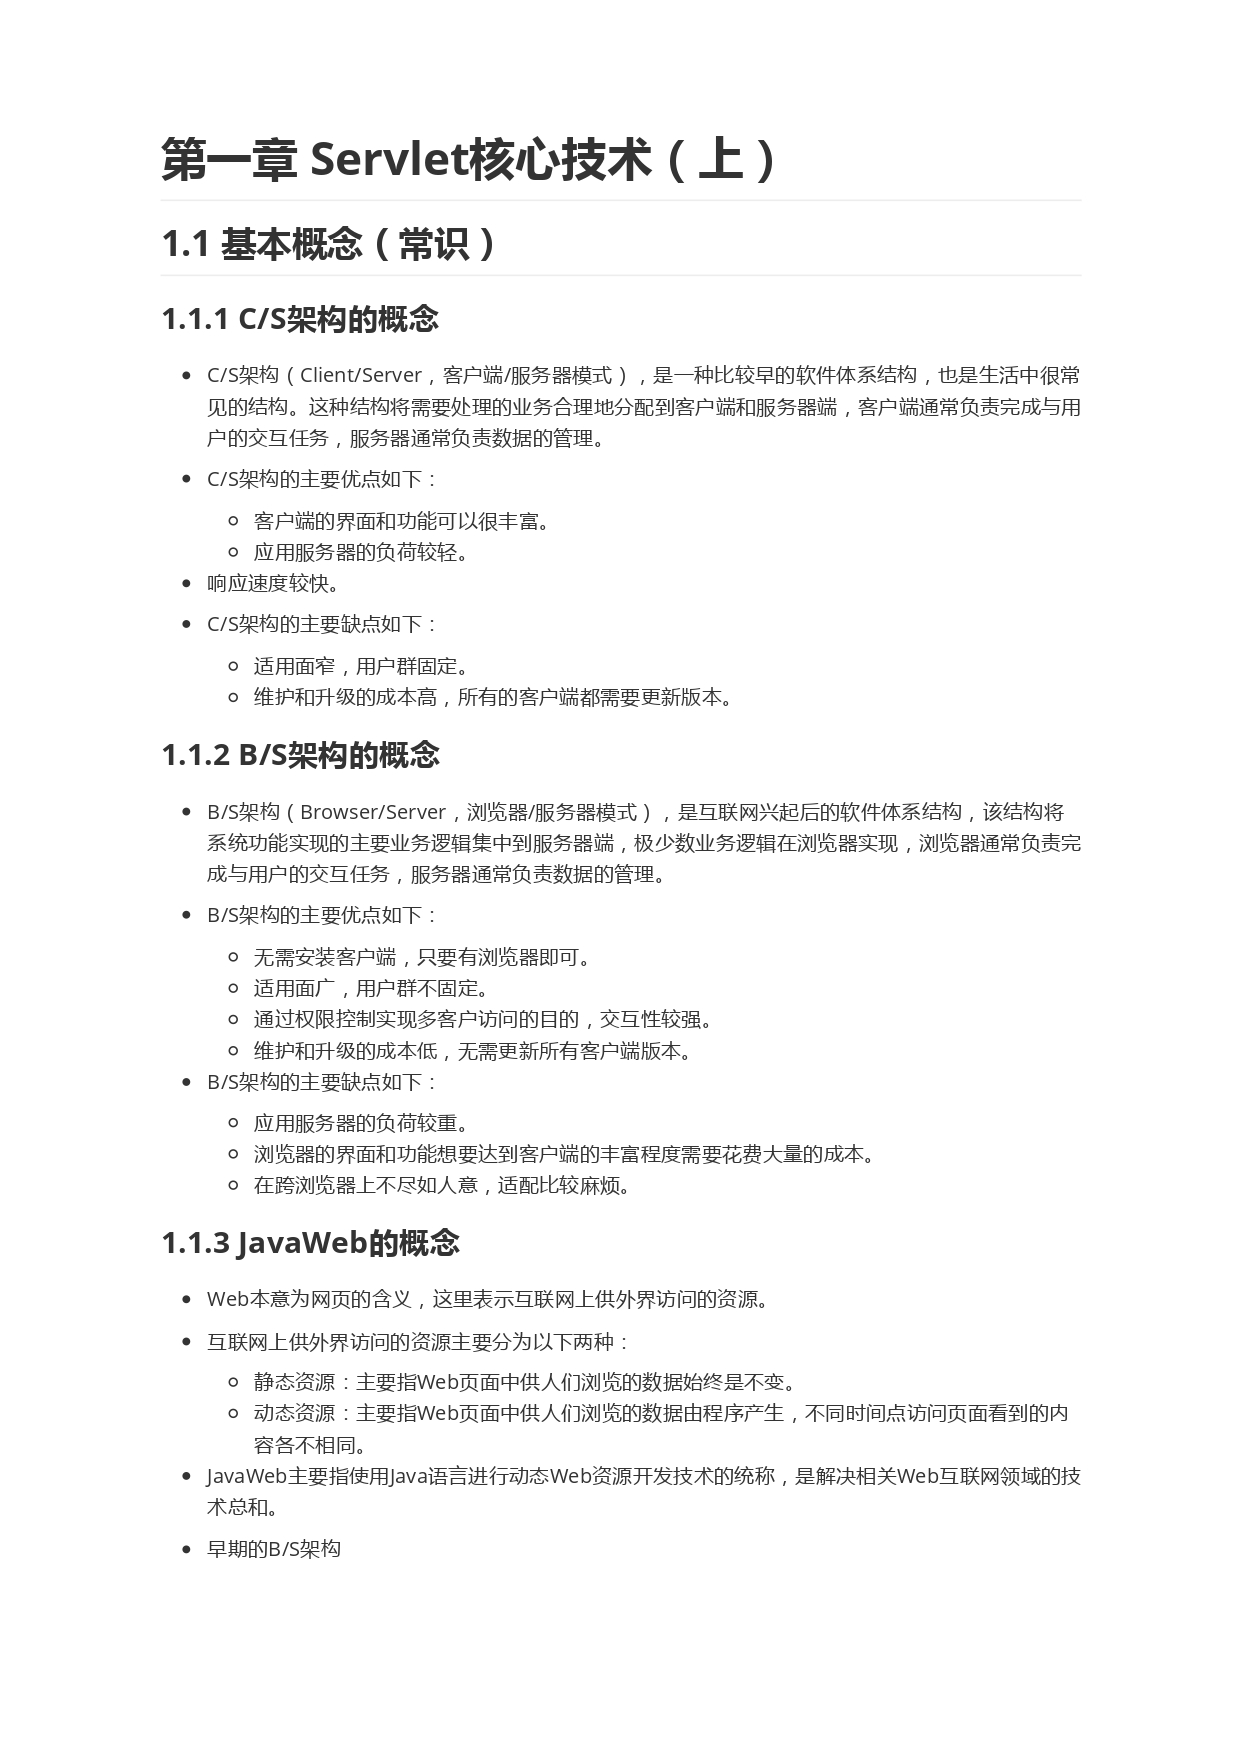 第一章 Servlet核心技术（上）
1.1 基本概念（常识）
1.1.1 C/S架构的概念
C/S架构（Client/Server，客户端/服务器模式），是一种比较早的软件体系结构，也是生活中很常
见的结构。这种结构将需要处理的业务合理地分配到客户端和服务器端，客户端通常负责完成与用
户的交互任务，服务器通常负责数据的管理。
C/S架构的主要优点如下：
客户端的界面和功能可以很丰富。
应用服务器的负荷较轻。
响应速度较快。
C/S架构的主要缺点如下：
适用面窄，用户群固定。
维护和升级的成本高，所有的客户端都需要更新版本。
1.1.2 B/S架构的概念
B/S架构（Browser/Server，浏览器/服务器模式），是互联网兴起后的软件体系结构，该结构将
系统功能实现的主要业务逻辑集中到服务器端，极少数业务逻辑在浏览器实现，浏览器通常负责完
成与用户的交互任务，服务器通常负责数据的管理。
B/S架构的主要优点如下：
无需安装客户端，只要有浏览器即可。
适用面广，用户群不固定。
通过权限控制实现多客户访问的目的，交互性较强。
维护和升级的成本低，无需更新所有客户端版本。
B/S架构的主要缺点如下：
应用服务器的负荷较重。
浏览器的界面和功能想要达到客户端的丰富程度需要花费大量的成本。
在跨浏览器上不尽如人意，适配比较麻烦。
1.1.3 JavaWeb的概念
Web本意为网页的含义，这里表示互联网上供外界访问的资源。
互联网上供外界访问的资源主要分为以下两种：
静态资源：主要指Web页面中供人们浏览的数据始终是不变。
动态资源：主要指Web页面中供人们浏览的数据由程序产生，不同时间点访问页面看到的内
容各不相同。
JavaWeb主要指使用Java语言进行动态Web资源开发技术的统称，是解决相关Web互联网领域的技
术总和。
早期的B/S架构